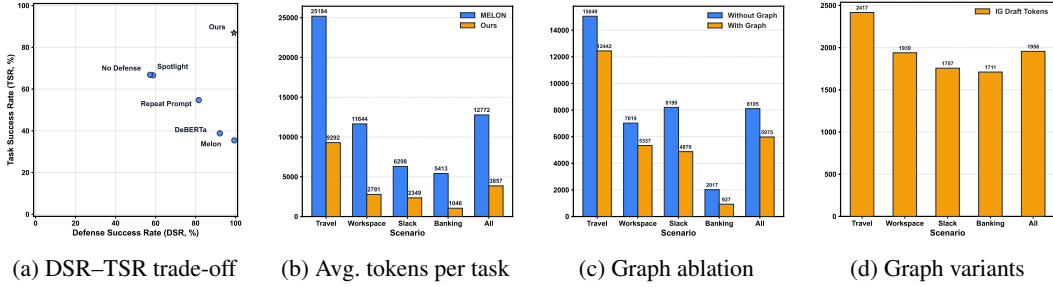 100
80
60
40
20
0
0
20
40
60
80
100
Task Success Rate (TSR, %)
Defense Success Rate (DSR, %)
Ours
No Defense
Spotlight
Repeat Prompt
DeBERTa
Melon
(a) DSR–TSR trade-off
25000
20000
15000
10000
5000
0
25184
9292
11644
2781
6298
2349
5413
1046
12772
3857
MELON
Ours
Travel
Workspace
Slack
Banking
All
Scenario
(b) Avg. tokens per task
14000
12000
10000
8000
6000
4000
2000
0
15049
12442
7019
5337
8199
4876
2017
927
8105
5975
Without Graph
With Graph
Travel
Workspace
Slack
Banking
All
Scenario
(c) Graph ablation
2500
2000
1500
1000
500
0
2417
1939
1757
1711
1956
IG Draft Tokens
Travel
Workspace
Slack
Banking
All
Scenario
(d) Graph variants